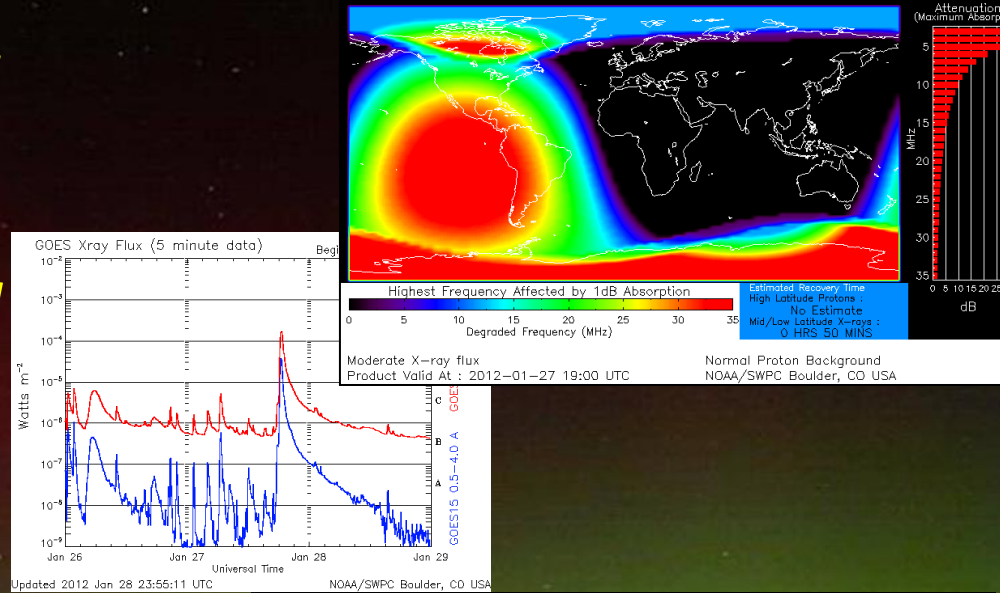 Attenuation
(Maximum
5
10
15
20
25
30
35
MHz
0 5 10 15 20
dB
Highest Frequency Affected by 1dB Absorption
0 5 10 15 20 25 30 35
Degraded Frequency (MHz)
Estimated Recovery Time
High Latitude Protons :
No Estimate
Mid/Low Latitude X-rays :
0 HRS 50 MINS
Moderate X-ray flux
Normal Proton Background
Product Valid At : 2012-01-27 19:00 UTC
NOAA/SWPC Boulder, CO USA
GOES Xray Flux (5 minute data)
10-2
10-3
10-4
10-5
10-6
10-7
10-8
10-9
Watts m-2
C
B
A
GOES15 0.5-4.0 A
Jan 26 Jan 27 Jan 28 Jan 29
Universal Time
Updated 2012 Jan 28 23:55:11 UTC
NOAA/SWPC Boulder, CO USA